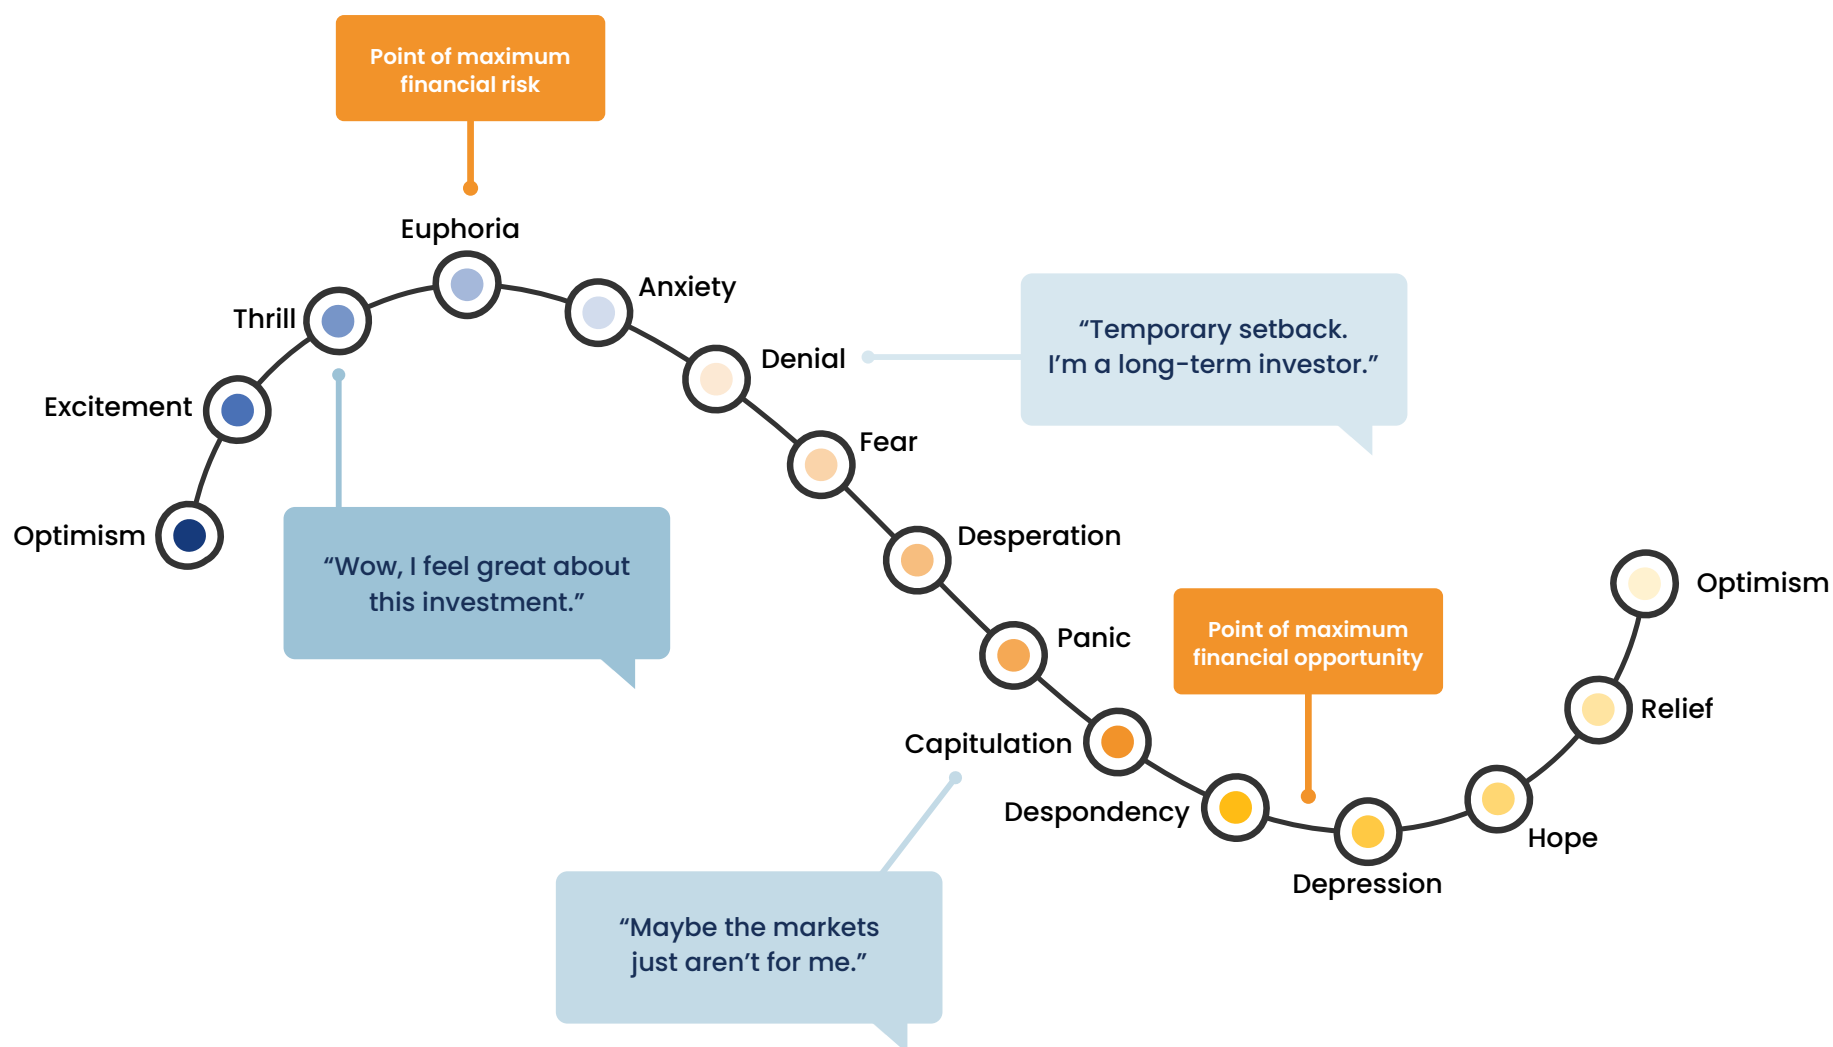 Point of maximum
financial risk
Euphoria
Anxiety
Thrill
“Temporary setback.
I’m a long-term investor.”
Denial
Excitement
Fear
Optimism
Desperation
“Wow, I feel great about
this investment.”
Optimism
Point of maximum
financial opportunity
Panic
Relief
Capitulation
Despondency
Hope
Depression
“Maybe the markets
just aren’t for me.”